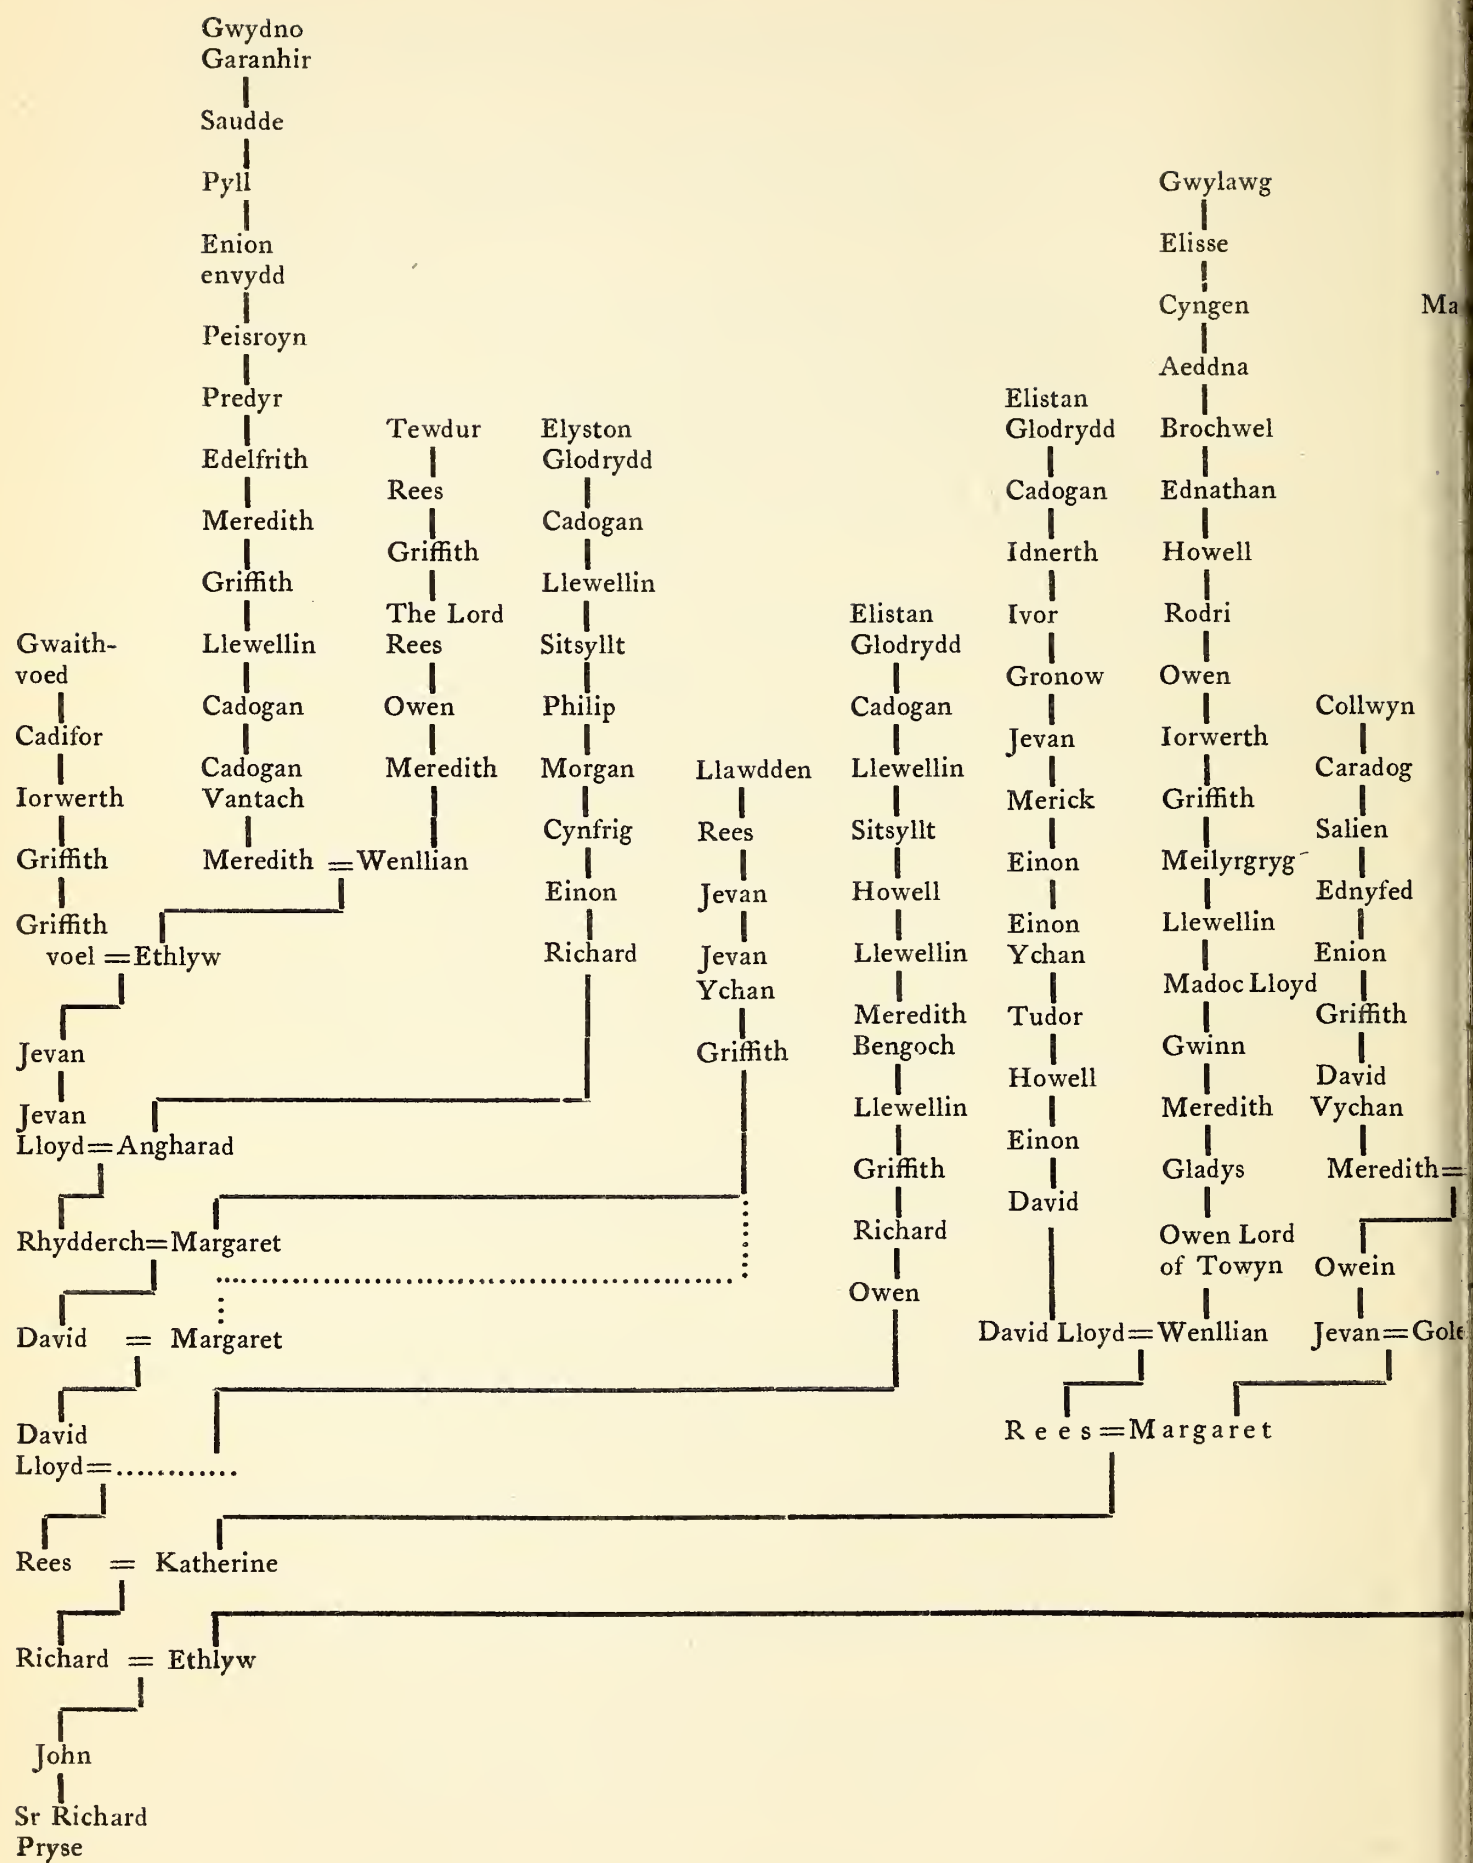 Gwaith-
voed
Cadifor
Iorwerth
Griffith
Griffith
voel = Ethlyw
Jevan
Jevan
Lloyd = Angharad
Rhydderch = Margaret
David = Margaret
David
Lloyd = ............
Rees = Katherine
Richard = Ethlyw
John
Sr Richard
Pryse
Gwydno
Garanhir
Saudde
Pyll
Enion
envydd
Peisroyn
Predyr
Edelfrith
Meredith
Griffith
Llewellin
Cadogan
Cadogan
Vantach
Meredith = Wenllian
Tewdur
Rees
Griffith
The Lord
Rees
Owen
Meredith
Elyston
Glodrydd
Cadogan
Llewellin
Sitsyllt
Philip
Morgan
Cynfrig
Einon
Richard
Llawdden
Rees
Jevan
Jevan
Ychan
Griffith
Elistan
Glodrydd
Cadogan
Llewellin
Sitsyllt
Howell
Llewellin
Meredith
Bengoch
Llewellin
Griffith
Richard
Owen
Elistan
Glodrydd
Cadogan
Idnerth
Ivor
Gronow
Jevan
Merick
Einon
Einon
Ychan
Tudor
Howell
Einon
David
David Lloyd = Wenllian
Rees = Margaret
Gwylawg
Elisse
Cyngen
Aeddna
Brochwel
Ednathan
Howell
Rodri
Owen
Iorwerth
Griffith
Meilyrgryg
Llewellin
Madoc Lloyd
Gwinn
Meredith
Gladys
Owen Lord
of Towyn
Collwyn
Caradog
Salien
Ednyfed
Enion
Griffith
David
Vychan
Meredith =
Owein
Jevan = Gole
Ma